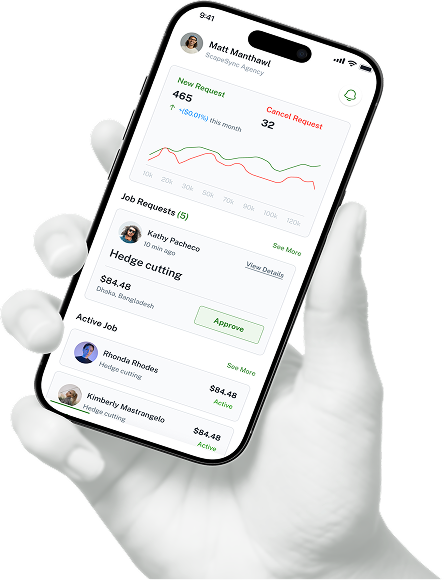 9:41
Matt Manthawl
ScapeSync Agency
New Request
465
+($0.01%) this month
Cancel Request
32
10k 20k 30k 50k 75k 80k 100k 120k
Job Requests (5)
See More
Kathy Pacheco
10 min ago
View Details
Hedge cutting
$84.48
Dhaka, Bangladesh
Approve
Active Job
See More
Rhonda Rhodes
Hedge cutting
$84.48
Active
Kimberly Mastrangelo
Hedge cutting
$84.48
Active